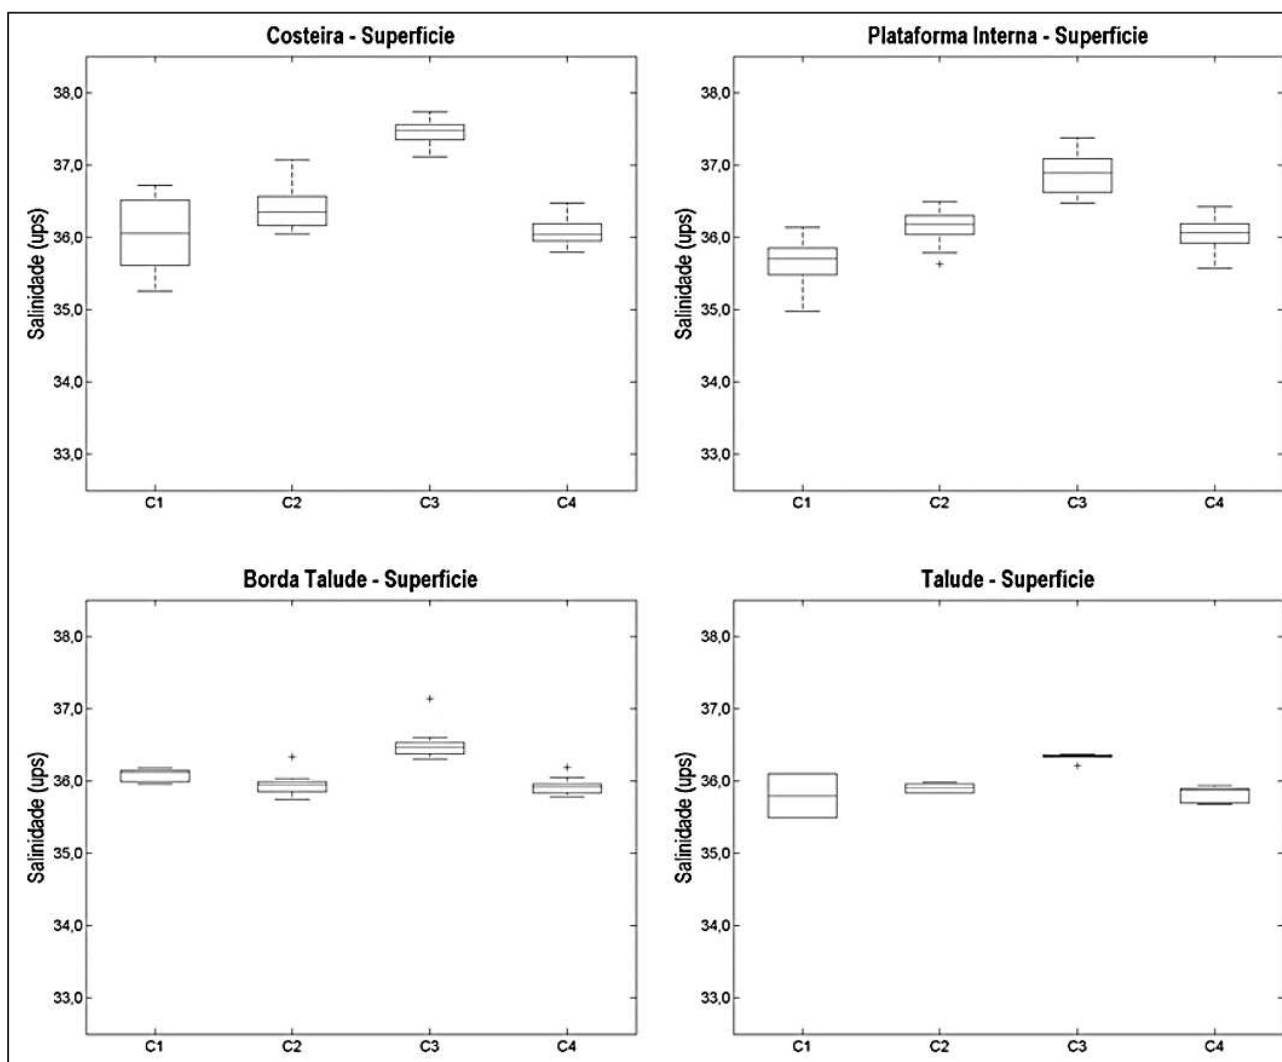 Costeira - Superfície
Salinidade (ups)
38,0
37,0
36,0
35,0
34,0
33,0
C1 C2 C3 C4
Plataforma Interna - Superfície
Salinidade (ups)
38,0
37,0
36,0
35,0
34,0
33,0
C1 C2 C3 C4
Borda Talude - Superfície
Salinidade (ups)
38,0
37,0
36,0
35,0
34,0
33,0
C1 C2 C3 C4
Talude - Superfície
Salinidade (ups)
38,0
37,0
36,0
35,0
34,0
33,0
C1 C2 C3 C4